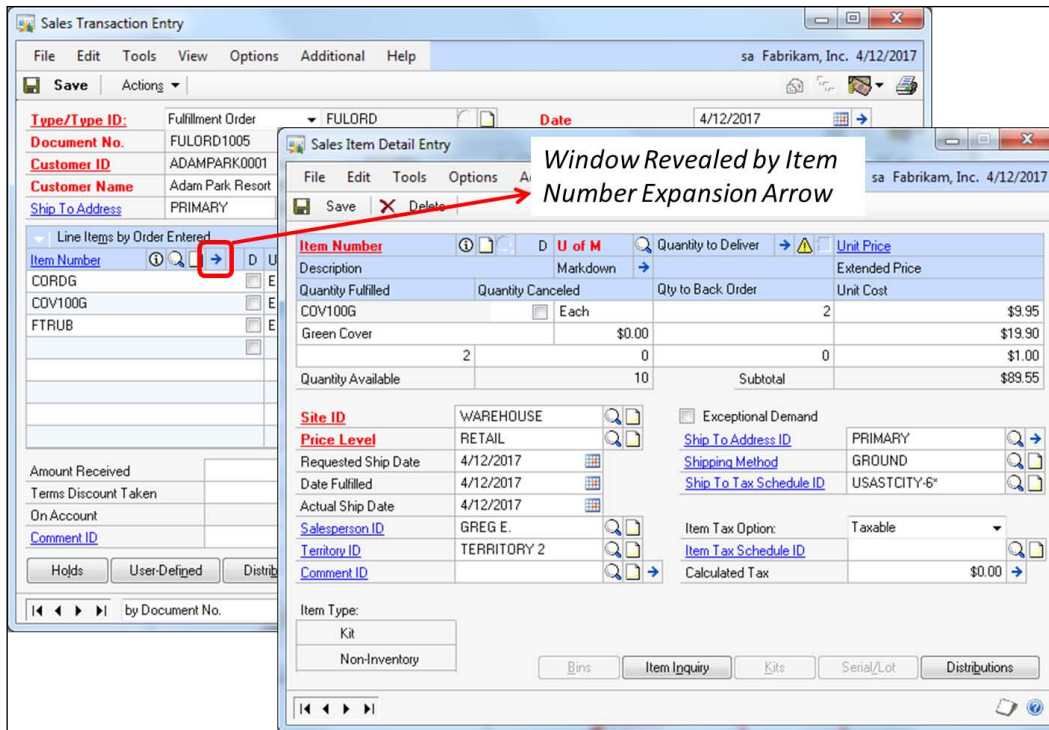 Sales Transaction Entry
File Edit Tools View Options Additional Help sa Fabrikam, Inc. 4/12/2017
Save Actions
Type/Type ID: Fulfillment Order FULORD Date 4/12/2017
Document No. FULORD1005
Customer ID ADAMPARK0001
Customer Name Adam Park Resort
Ship To Address PRIMARY
Line Items by Order Entered
Item Number D U
CORDG E
COV100G E
FTRUB E
Amount Received
Terms Discount Taken
On Account
Comment ID
Holds User-Defined Distrib
by Document No.
Sales Item Detail Entry
Window Revealed by Item
Number Expansion Arrow
File Edit Tools Options A sa Fabrikam, Inc. 4/12/2017
Save Delete
Item Number D U of M Quantity to Deliver Unit Price
Description Markdown Extended Price
Quantity Fulfilled Quantity Canceled Qty to Back Order Unit Cost
COV100G Each 2 $9.95
Green Cover $0.00 $19.90
2 0 0 $1.00
Quantity Available 10 Subtotal $89.55
Site ID WAREHOUSE Exceptional Demand
Price Level RETAIL Ship To Address ID PRIMARY
Requested Ship Date 4/12/2017 Shipping Method GROUND
Date Fulfilled 4/12/2017 Ship To Tax Schedule ID USASTCITY-6*
Actual Ship Date 4/12/2017
Salesperson ID GREG E. Item Tax Option: Taxable
Territory ID TERRITORY 2 Item Tax Schedule ID
Comment ID Calculated Tax $0.00
Item Type:
Kit
Non-Inventory
Bins Item Inquiry Kits Serial/Lot Distributions